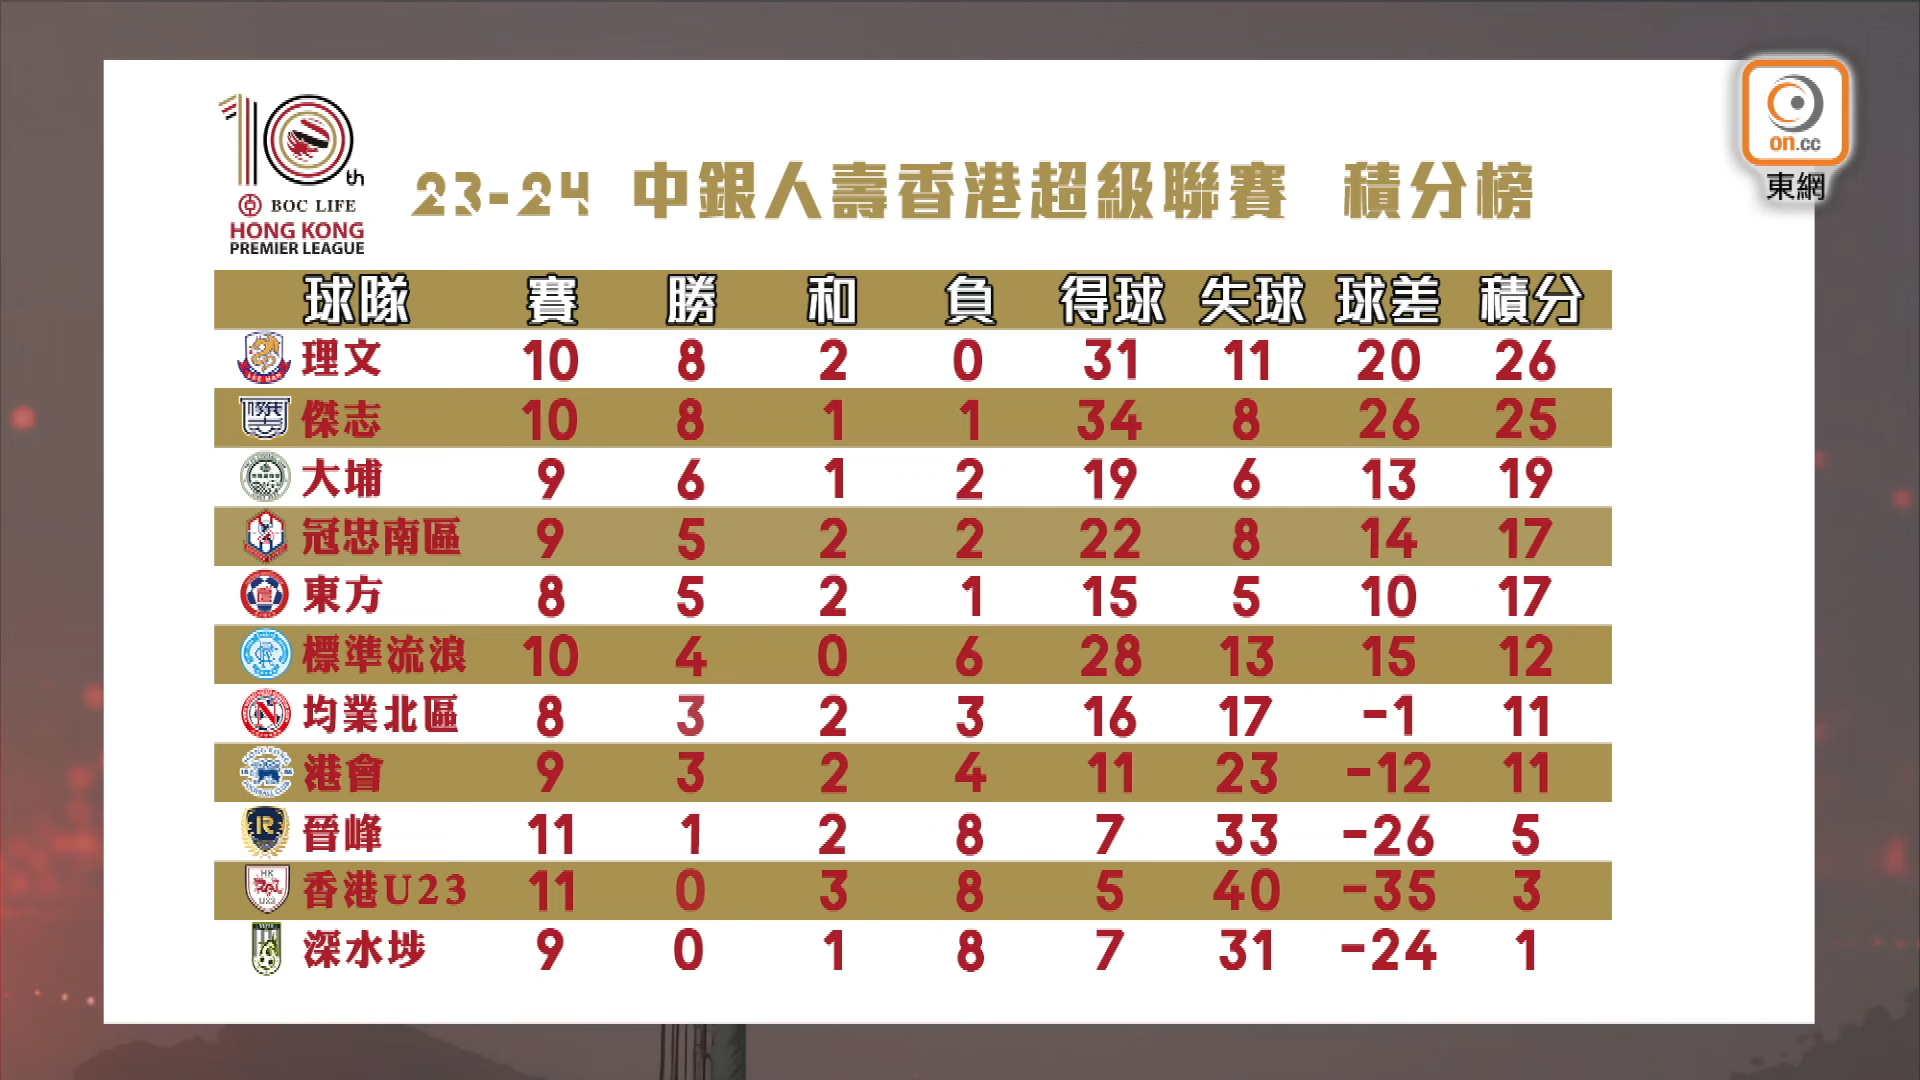 10th
BOC LIFE
HONG KONG
PREMIER LEAGUE
23-24 中銀人壽香港超級聯賽 積分榜
on.cc
東網
球隊 賽 勝 和 負 得球 失球 球差 積分
理文 10 8 2 0 31 11 20 26
傑志 10 8 1 1 34 8 26 25
大埔 9 6 1 2 19 6 13 19
冠忠南區 9 5 2 2 22 8 14 17
東方 8 5 2 1 15 5 10 17
標準流浪 10 4 0 6 28 13 15 12
均業北區 8 3 2 3 16 17 -1 11
港會 9 3 2 4 11 23 -12 11
晉峰 11 1 2 8 7 33 -26 5
香港U23 11 0 3 8 5 40 -35 3
深水埗 9 0 1 8 7 31 -24 1